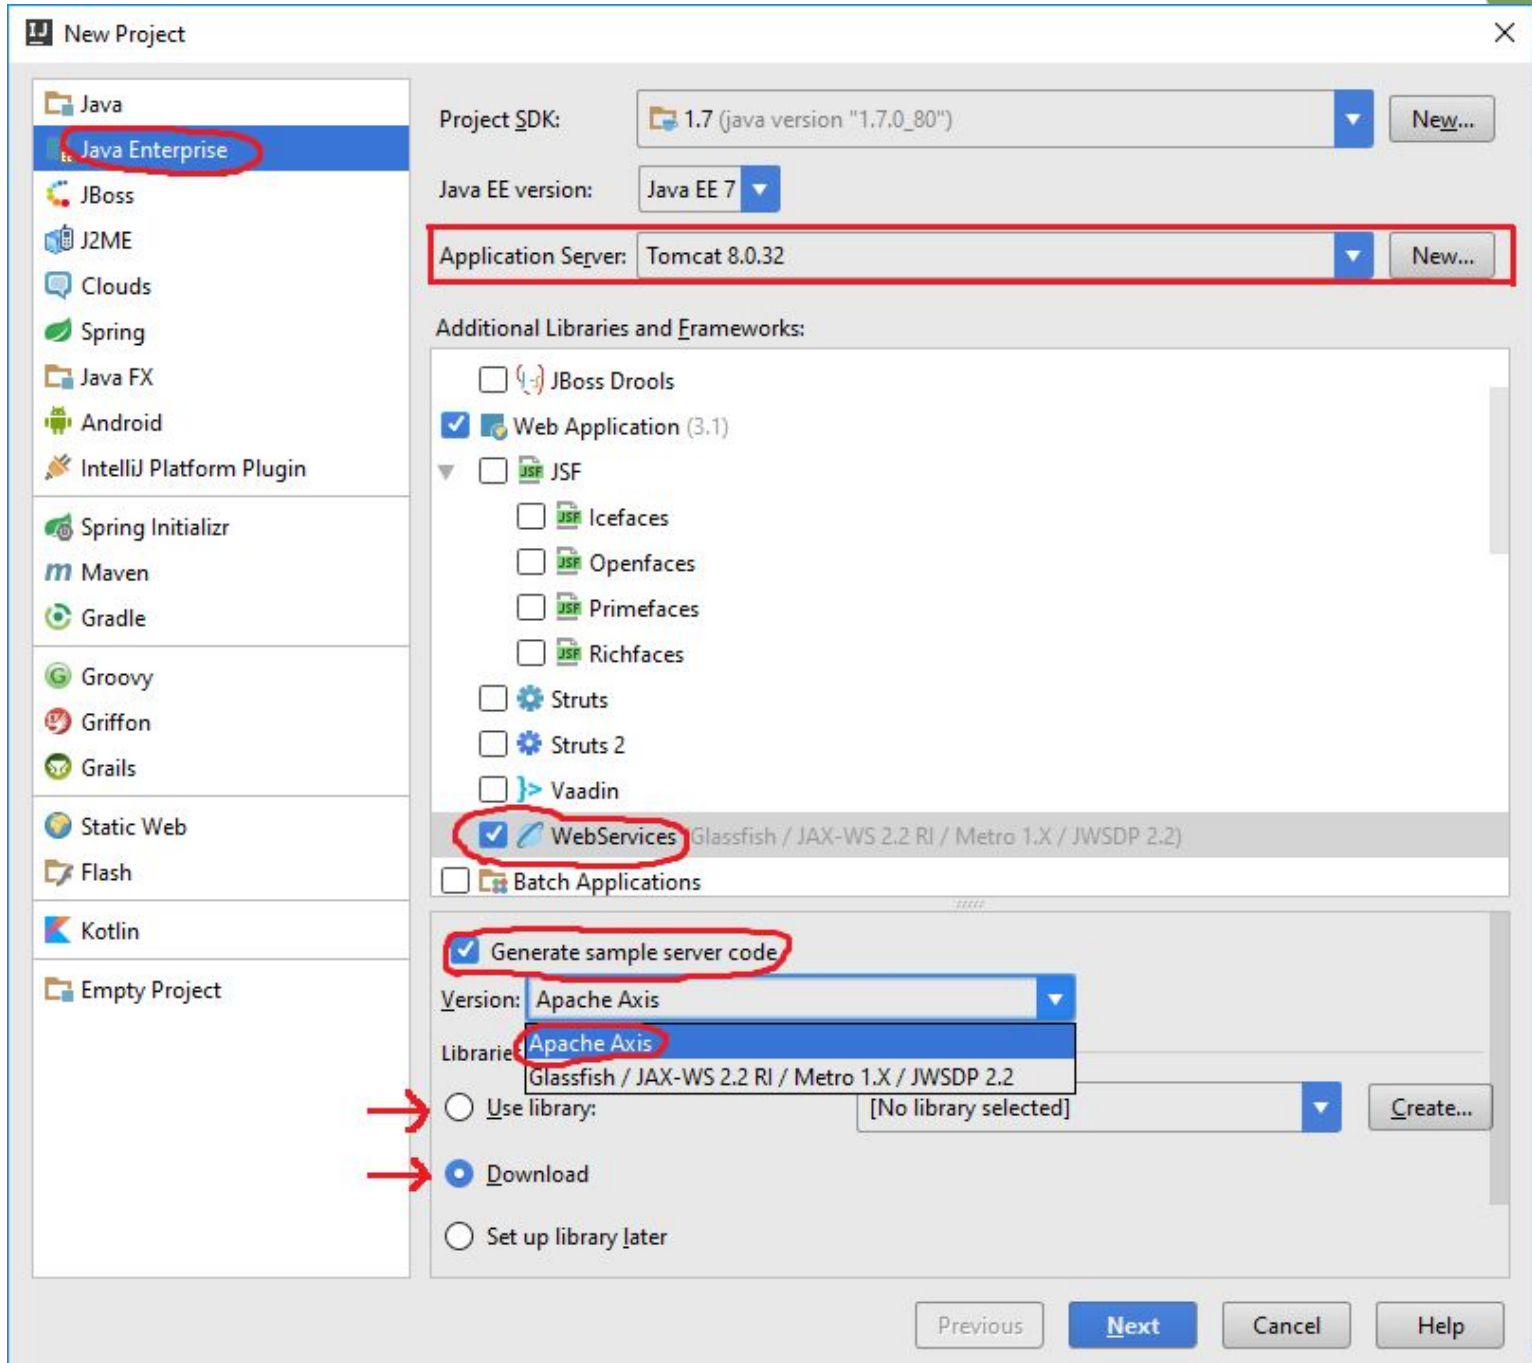 New Project
Java
Java Enterprise
JBoss
J2ME
Clouds
Spring
Java FX
Android
IntelliJ Platform Plugin
Spring Initializr
Maven
Gradle
Groovy
Griffon
Grails
Static Web
Flash
Kotlin
Empty Project
Project SDK: 1.7 (java version "1.7.0_80") New...
Java EE version: Java EE 7
Application Server: Tomcat 8.0.32 New...
Additional Libraries and Frameworks:
JBoss Drools
Web Application (3.1)
JSF JSF
JSF Icefaces
JSF Openfaces
JSF Primefaces
JSF Richfaces
Struts
Struts 2
Vaadin
WebServices (Glassfish / JAX-WS 2.2 RI / Metro 1.X / JWSDP 2.2)
Batch Applications
Generate sample server code
Version: Apache Axis
Apache Axis
Glassfish / JAX-WS 2.2 RI / Metro 1.X / JWSDP 2.2
Use library: [No library selected] Create...
Download
Set up library later
Previous Next Cancel Help